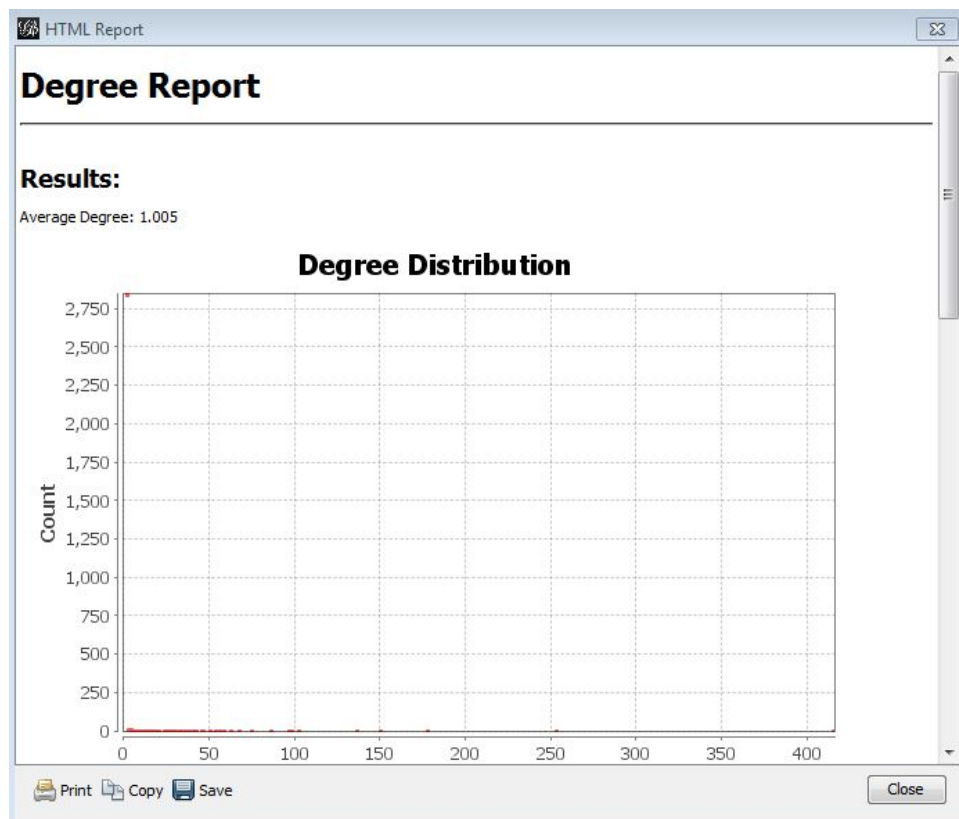 HTML Report
Degree Report
Results:
Average Degree: 1.005
Degree Distribution
2,750
2,500
2,250
2,000
1,750
1,500
1,250
1,000
750
500
250
0
Count
0 50 100 150 200 250 300 350 400
Print Copy Save Close